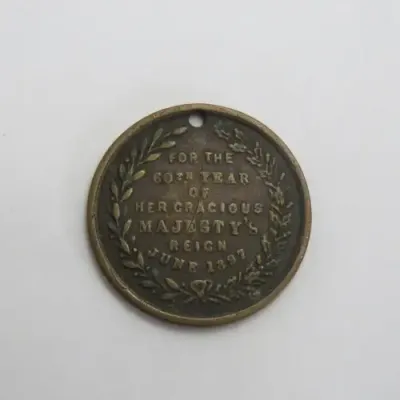 FOR THE
60TH YEAR
OF
HER GRACIOUS
MAJESTY'S
REIGN
JUNE 1897